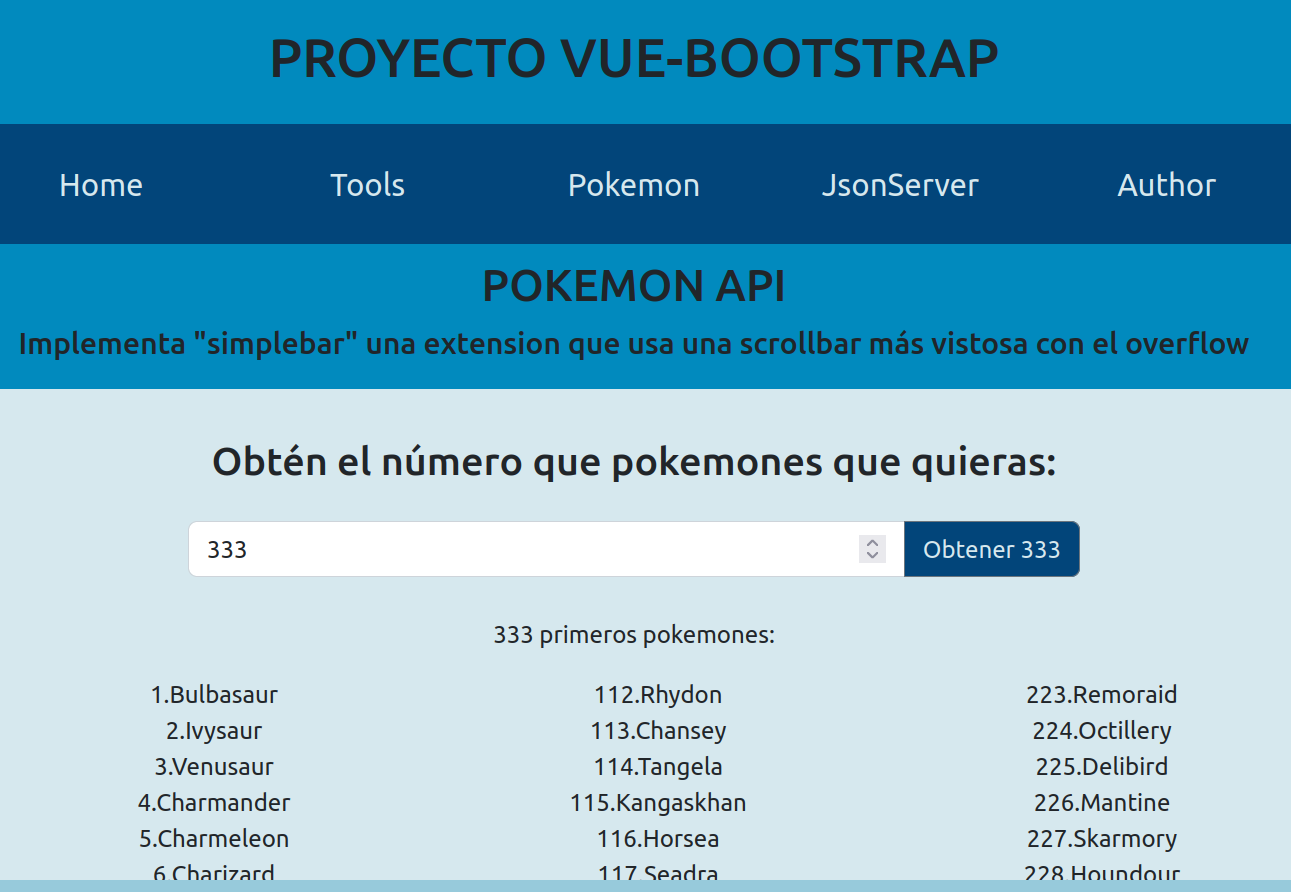 PROYECTO VUE-BOOTSTRAP
Home Tools Pokemon JsonServer Author
POKEMON API
Implementa "simplebar" una extension que usa una scrollbar más vistosa con el overflow
Obtén el número que pokemones que quieras:
333 Obtener 333
333 primeros pokemones:
1.Bulbasaur 112.Rhydon 223.Remoraid
2.Ivysaur 113.Chansey 224.Octillery
3.Venusaur 114.Tangela 225.Delibird
4.Charmander 115.Kangaskhan 226.Mantine
5.Charmeleon 116.Horsea 227.Skarmory
6.Charizard 117.Seadra 228.Houndour